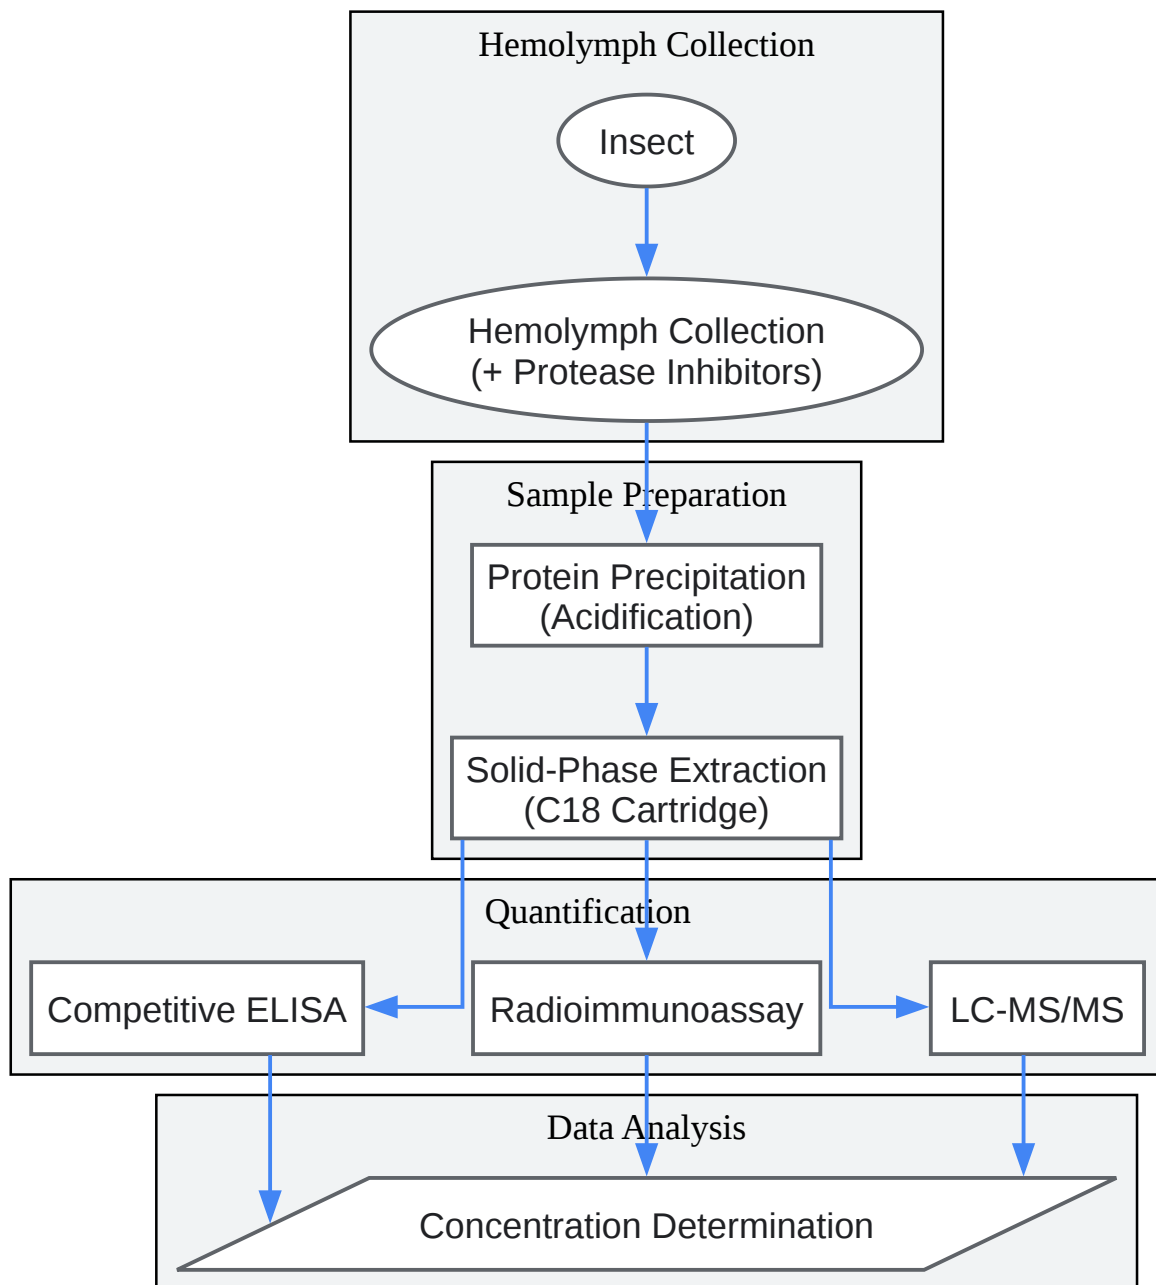 Hemolymph Collection
Insect
Hemolymph Collection
(+ Protease Inhibitors)
Sample Preparation
Protein Precipitation
(Acidification)
Solid-Phase Extraction
(C18 Cartridge)
Quantification
Competitive ELISA
Radioimmunoassay
LC-MS/MS
Data Analysis
Concentration Determination